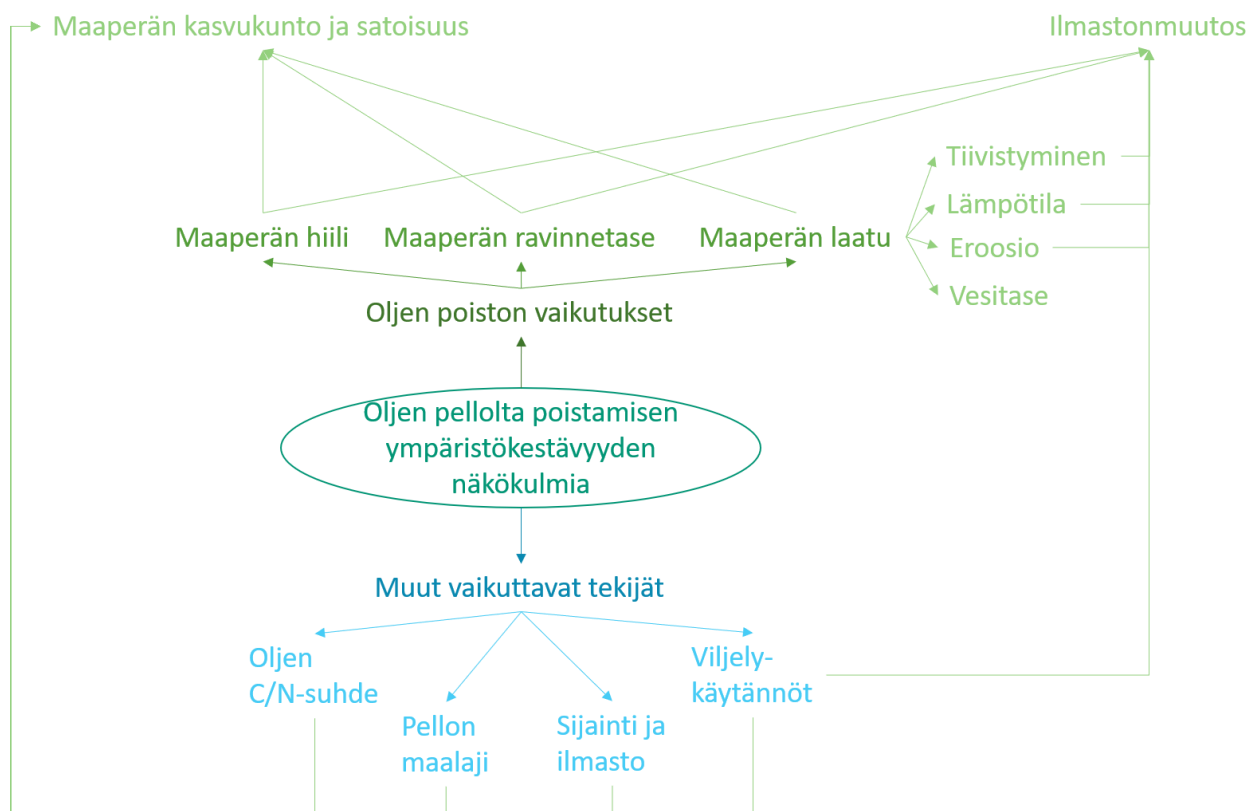 Maaperän kasvukunto ja satoisuus
Ilmastonmuutos
Tiivistyminen
Lämpötila
Maaperän hiili
Maaperän ravinnetase
Maaperän laatu
Eroosio
Vesitase
Oljen poiston vaikutukset
Oljen pellolta poistamisen
ympäristökestävyyden
näkökulmia
Muut vaikuttavat tekijät
Oljen
C/N-suhde
Pellon
maalaji
Sijainti ja
ilmasto
Viljely-
käytännöt